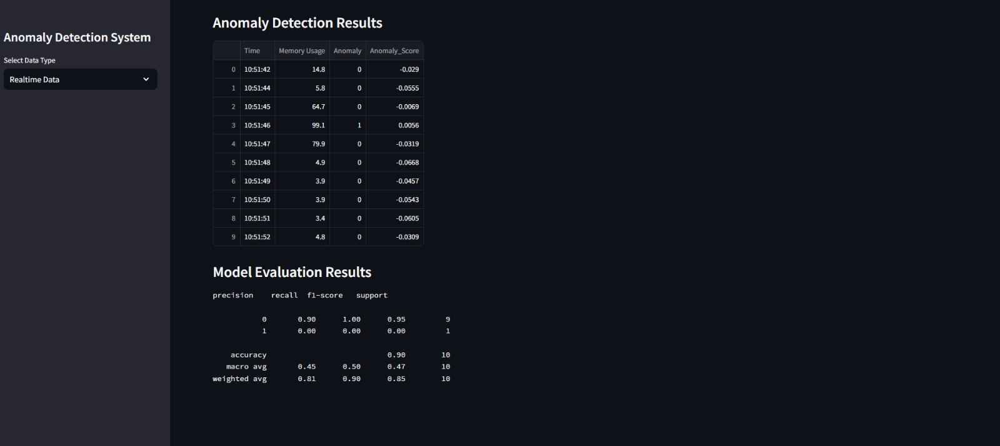 Anomaly Detection System
Select Data Type
Realtime Data
Anomaly Detection Results
Time Memory Usage Anomaly Anomaly_Score
0 10:51:42 14.8 0 -0.029
1 10:51:44 5.8 0 -0.0555
2 10:51:45 64.7 0 -0.0069
3 10:51:46 99.1 1 0.0056
4 10:51:47 79.9 0 -0.0319
5 10:51:48 4.9 0 -0.0668
6 10:51:49 3.9 0 -0.0457
7 10:51:50 3.9 0 -0.0543
8 10:51:51 3.4 0 -0.0605
9 10:51:52 4.8 0 -0.0309
Model Evaluation Results
precision recall f1-score support
0 0.90 1.00 0.95 9
1 0.00 0.00 0.00 1
accuracy 0.90 10
macro avg 0.45 0.50 0.47 10
weighted avg 0.81 0.90 0.85 10